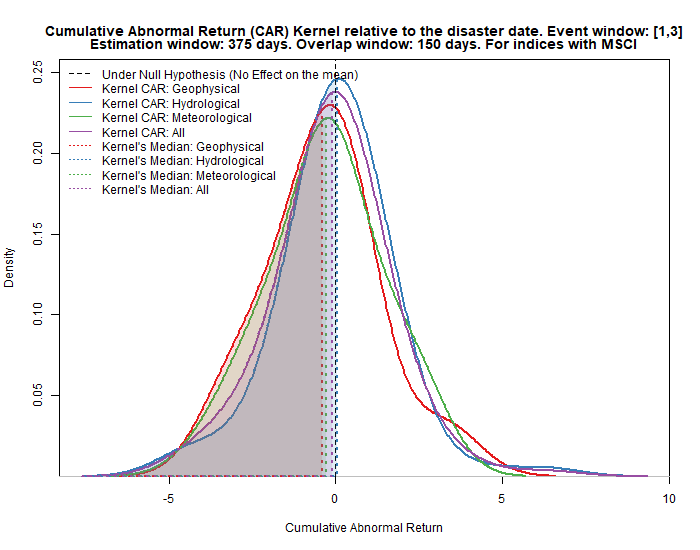 Cumulative Abnormal Return (CAR) Kernel relative to the disaster date. Event window: [1,3]
Estimation window: 375 days. Overlap window: 150 days. For indices with MSCI
Under Null Hypothesis (No Effect on the mean)
Kernel CAR: Geophysical
Kernel CAR: Hydrological
Kernel CAR: Meteorological
Kernel CAR: All
Kernel's Median: Geophysical
Kernel's Median: Hydrological
Kernel's Median: Meteorological
Kernel's Median: All
0.25
0.20
0.15
0.10
0.05
Density
-5
0
5
10
Cumulative Abnormal Return